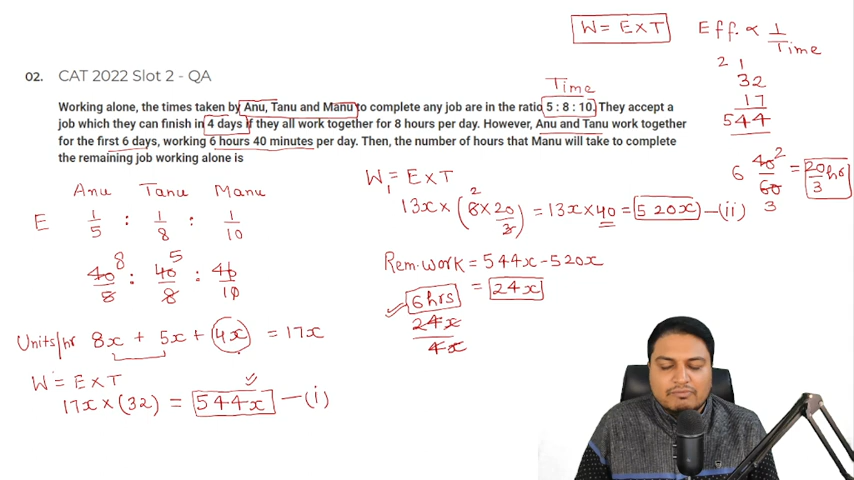 W = E×T
Eff. ∝ 1/Time
02. CAT 2022 Slot 2 - QA
Time
Working alone, the times taken by Anu, Tanu and Manu to complete any job are in the ratio 5 : 8 : 10. They accept a
job which they can finish in 4 days if they all work together for 8 hours per day. However, Anu and Tanu work together
for the first 6 days, working 6 hours 40 minutes per day. Then, the number of hours that Manu will take to complete
the remaining job working alone is
2 1
32
17
544
6 40/60 2 3 = 20/3 hrs
Anu Tanu Manu
E 1/5 : 1/8 : 1/10
40/5 8 : 40/8 5 : 40/10
Units/hr 8x + 5x + 4x = 17x
W = E×T
17x × (32) = 544x — (i)
W1 = E×T
13x × (8 × 20/3) 2 = 13x × 40 = 520x — (ii)
Rem. work = 544x - 520x
= 24x
6 hrs
24x
4x